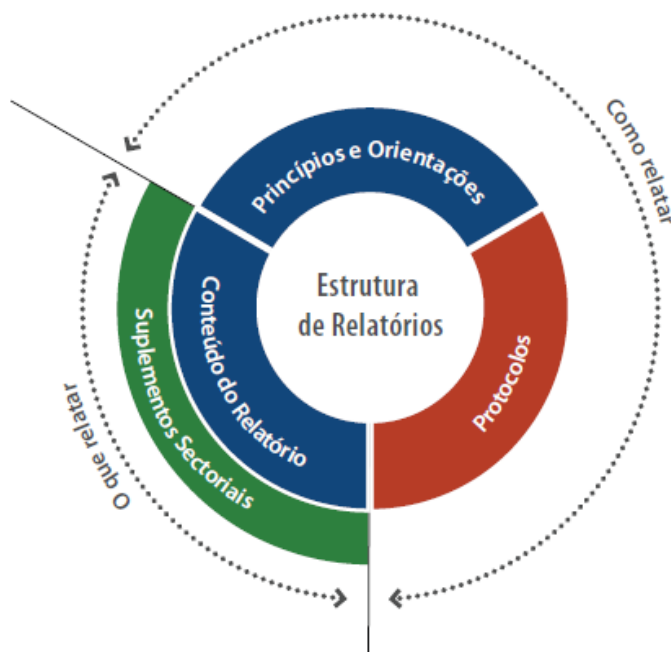 Como relatar
Princípios e Orientações
Estrutura
de Relatórios
Conteúdo do Relatório
Suplementos Sectoriais
Protocolos
O que relatar